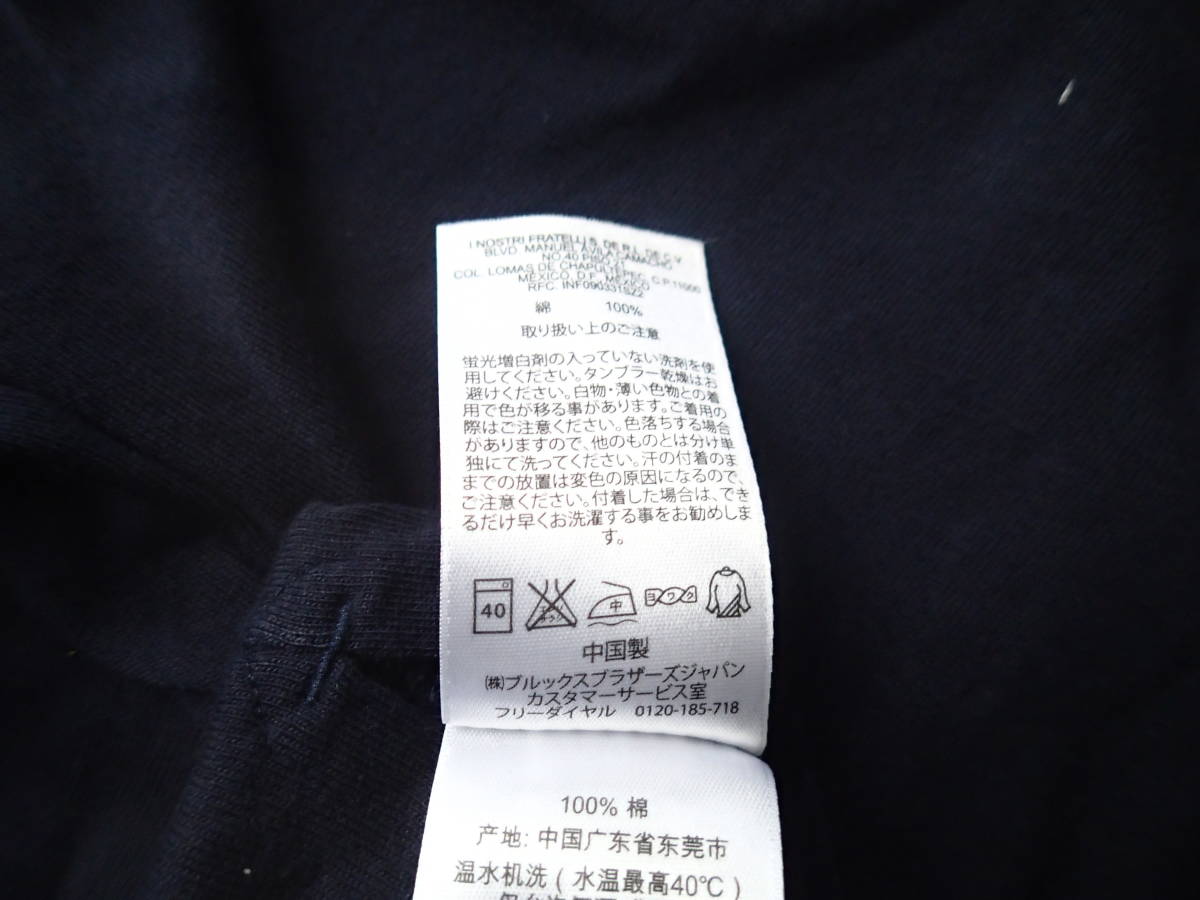 I NOSTRI FRATELLI S. DE R.L. DE C.V.
BLVD. MANUEL AVILA CAMACHO
NO.40 PISO 21
COL. LOMAS DE CHAPULTEPEC, C.P.11000
MEXICO, D.F., MEXICO
RFC. INF090331SZ2
綿 100%
取り扱い上のご注意
蛍光増白剤の入っていない洗剤を使
用してください。タンブラー乾燥はお
避けください。白物・薄い色物との着
用で色が移る事があります。ご着用の
際はご注意ください。色落ちする場合
がありますので、他のものとは分け単
独にて洗ってください。汗の付着のま
までの放置は変色の原因になるので、
ご注意ください。付着した場合は、でき
るだけ早くお洗濯する事をお勧めしま
す。
40 エンソサラシ 中 ヨワク
中国製
(株)ブルックスブラザーズジャパン
カスタマーサービス室
フリーダイヤル 0120-185-718
100% 棉
产地: 中国广东省东莞市
温水机洗 ( 水温最高40℃ )